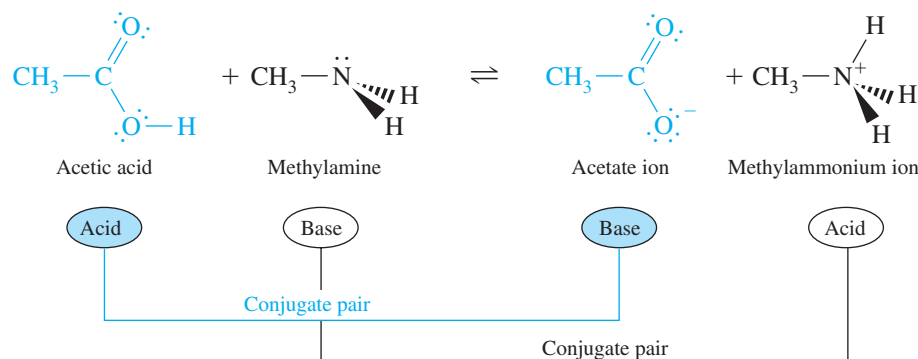 O H
CH₃—C + CH₃—N ⇌ CH₃—C + CH₃—N⁺
O—H H H O⁻ H H
Acetic acid Methylamine Acetate ion Methylammonium ion
Acid Base Base Acid
Conjugate pair
Conjugate pair